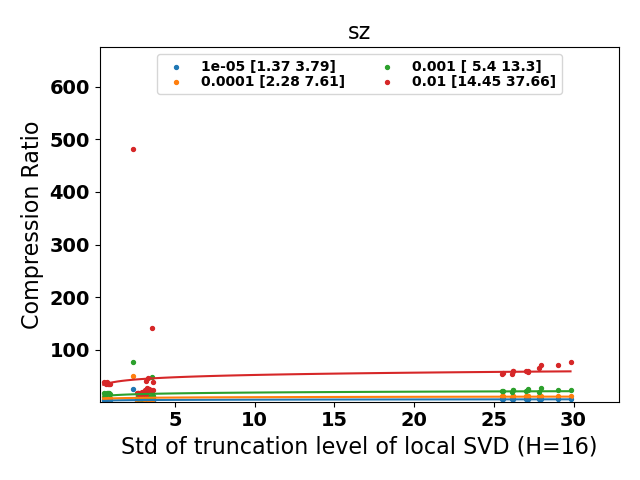 sz
1e-05 [1.37 3.79]
0.0001 [2.28 7.61]
0.001 [ 5.4 13.3]
0.01 [14.45 37.66]
Compression Ratio
600
500
400
300
200
100
5 10 15 20 25 30
Std of truncation level of local SVD (H=16)